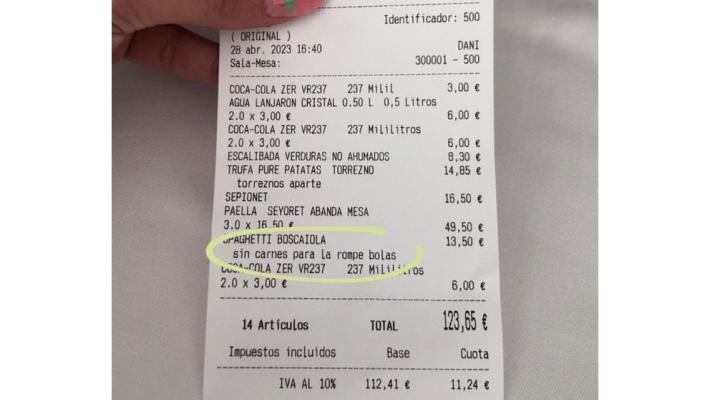 Identificador: 500
( ORIGINAL )
28 abr. 2023 16:40 DANI
Sala-Mesa: 300001 - 500
COCA-COLA ZER VR237 237 Milil 3,00 €
AGUA LANJARON CRISTAL 0.50 L 0,5 Litros
2.0 x 3,00 € 6,00 €
COCA-COLA ZER VR237 237 Mililitros
2.0 x 3,00 € 6,00 €
ESCALIBADA VERDURAS NO AHUMADOS 8,30 €
TRUFA PURE PATATAS TORREZNO 14,85 €
torreznos aparte
SEPIONET 16,50 €
PAELLA SEYORET ABANDA MESA
3.0 x 16,50 € 49,50 €
SPAGHETTI BOSCAIOLA 13,50 €
sin carnes para la rompe bolas
COCA-COLA ZER VR237 237 Mililitros
2.0 x 3,00 € 6,00 €
14 Artículos TOTAL 123,65 €
Impuestos incluidos Base Cuota
IVA AL 10% 112,41 € 11,24 €